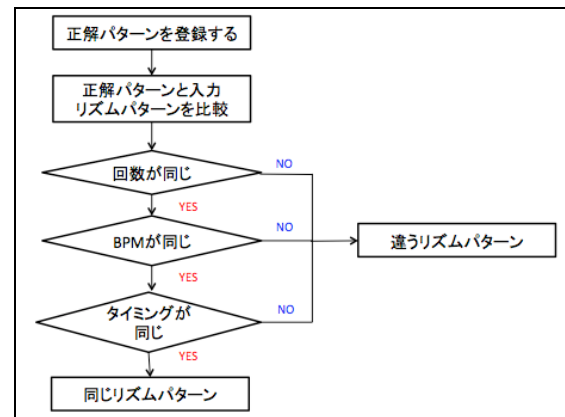 正解パターンを登録する
正解パターンと入力
リズムパターンを比較
回数が同じ
NO
YES
BPMが同じ
NO
違うリズムパターン
YES
タイミングが
同じ
NO
YES
同じリズムパターン